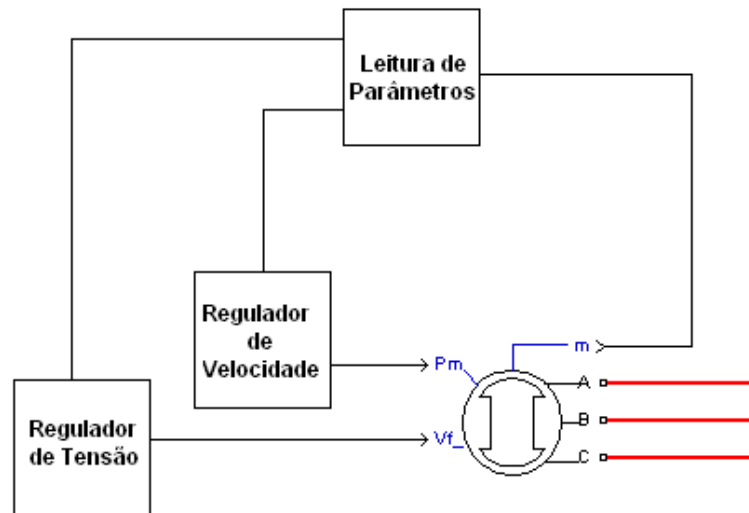 Leitura de
Parâmetros
Regulador
de
Velocidade
Pm
m
A
B
C
Regulador
de Tensão
Vf_